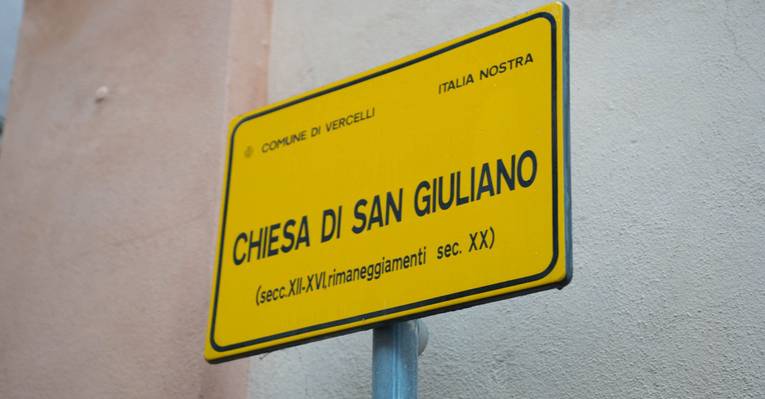 COMUNE DI VERCELLI
ITALIA NOSTRA
CHIESA DI SAN GIULIANO
(secc.XII-XVI,rimaneggiamenti sec. XX)